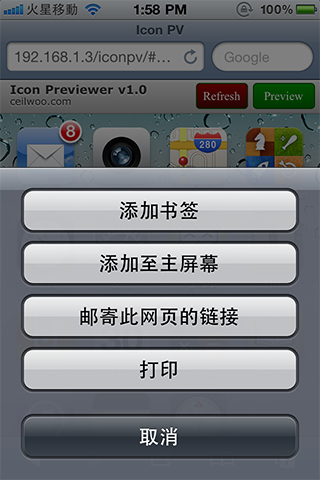 火星移動 1:58 PM 100%
Icon PV
192.168.1.3/iconpv/#... Google
Icon Previewer v1.0 Refresh Preview
ceilwoo.com
8
280
添加书签
添加至主屏幕
邮寄此网页的链接
打印
取消